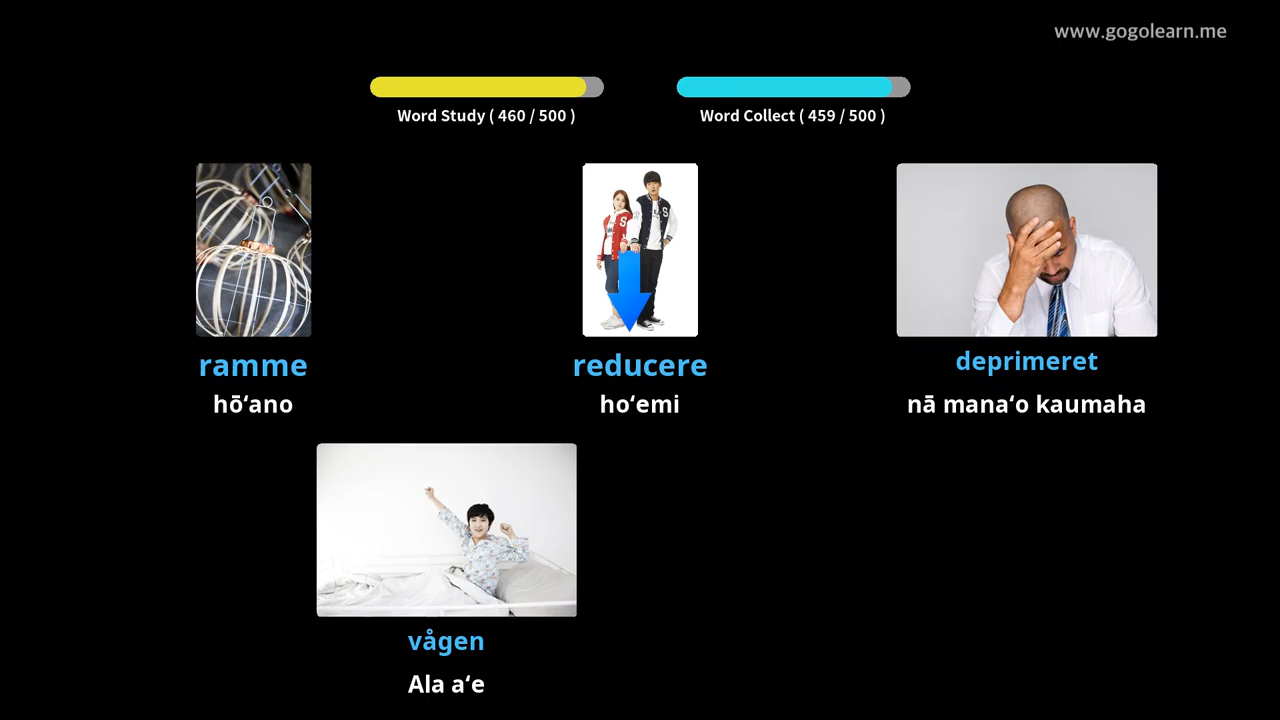 www.gogolearn.me
Word Study ( 460 / 500 )
Word Collect ( 459 / 500 )
S
S
ramme
reducere
deprimeret
hōʻano
hoʻemi
nā manaʻo kaumaha
vågen
Ala aʻe